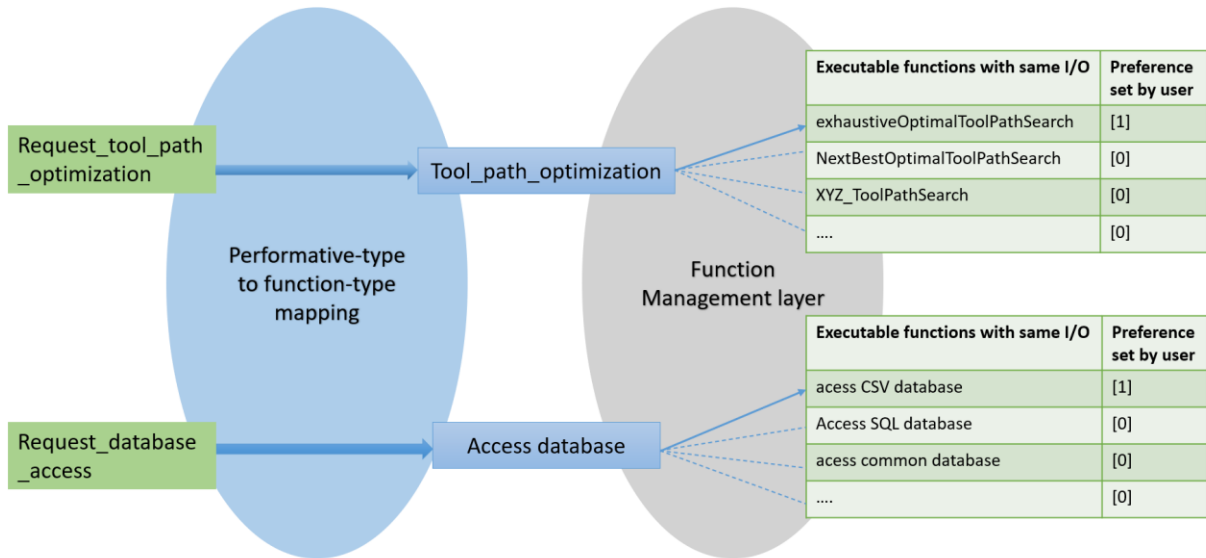 Request_tool_path
_optimization
Performative-type
to function-type
mapping
Tool_path_optimization
Function
Management layer
Executable functions with same I/O
Preference
set by user
exhaustiveOptimalToolPathSearch
[1]
NextBestOptimalToolPathSearch
[0]
XYZ_ToolPathSearch
[0]
....
[0]
Request_database
_access
Access database
Executable functions with same I/O
Preference
set by user
acess CSV database
[1]
Access SQL database
[0]
acess common database
[0]
....
[0]